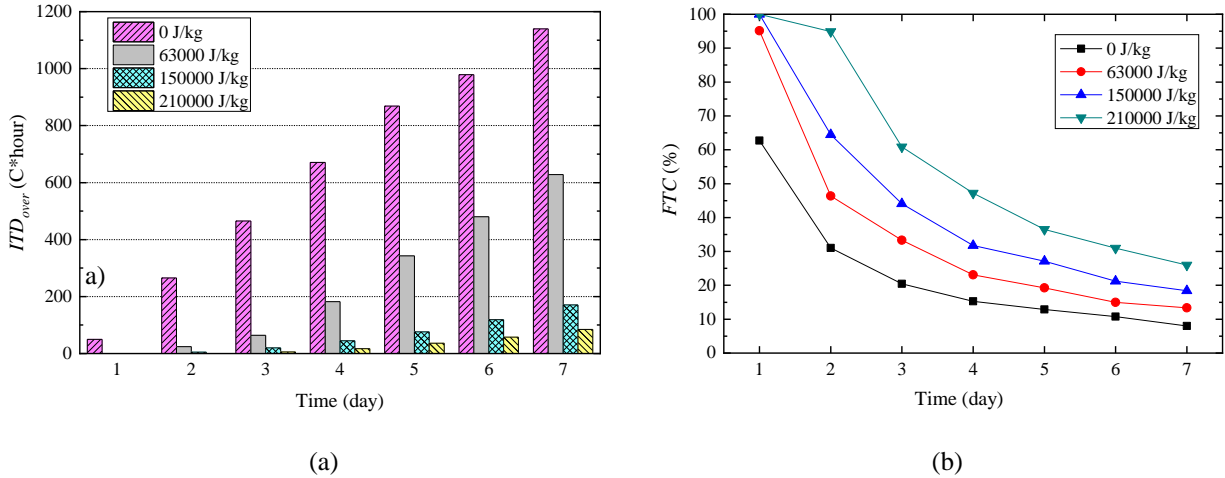 1200
1000
800
600
400
200
0
ITD_over (C*hour)
0 J/kg
63000 J/kg
150000 J/kg
210000 J/kg
a)
1 2 3 4 5 6 7
Time (day)
(a)
100
90
80
70
60
50
40
30
20
10
0
FTC (%)
0 J/kg
63000 J/kg
150000 J/kg
210000 J/kg
1 2 3 4 5 6 7
Time (day)
(b)